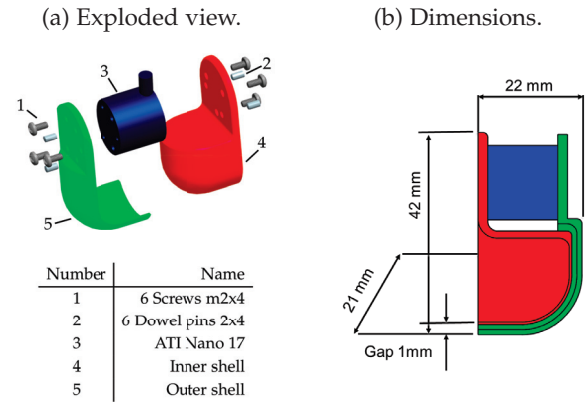 (a) Exploded view.
(b) Dimensions.
3
2
1
4
5
22 mm
42 mm
21 mm
Gap 1mm
Number Name
1 6 Screws m2x4
2 6 Dowel pins 2x4
3 ATI Nano 17
4 Inner shell
5 Outer shell